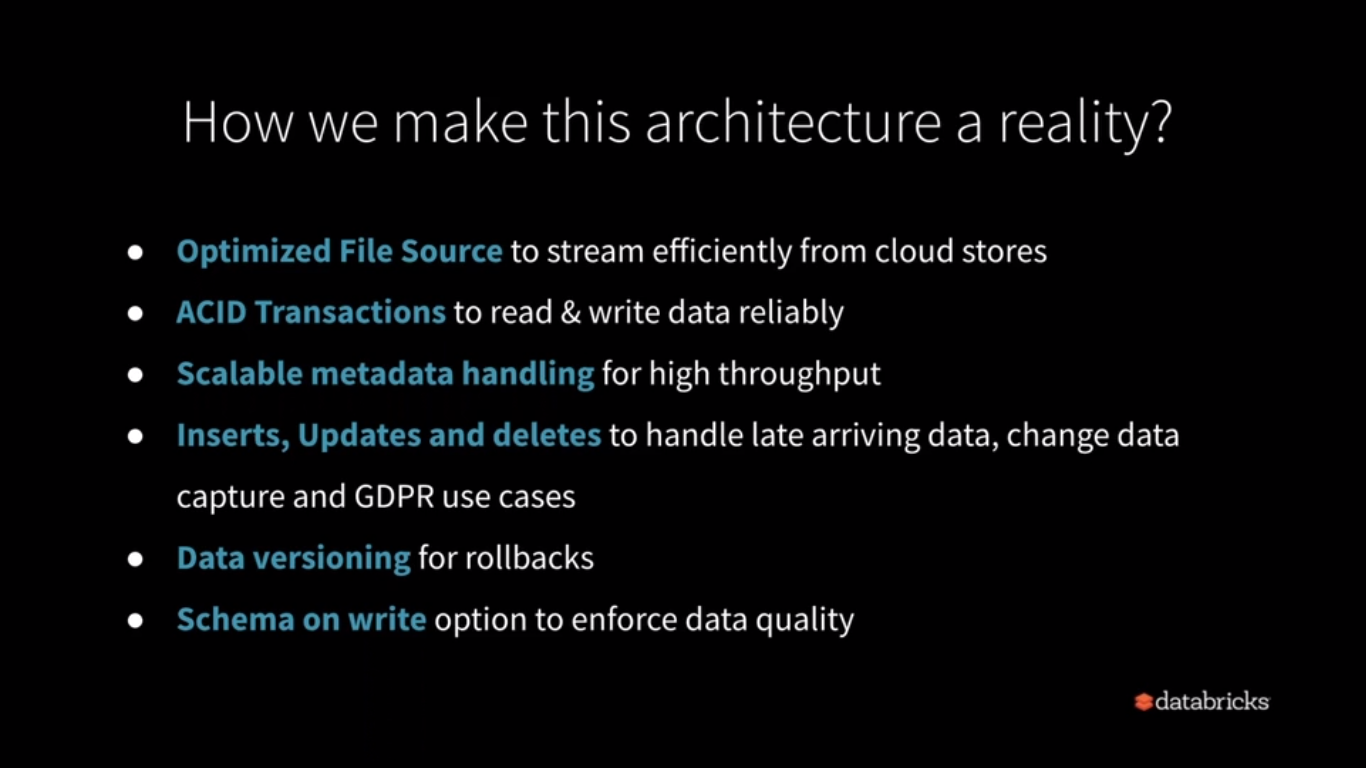 How we make this architecture a reality?
● Optimized File Source to stream efficiently from cloud stores
● ACID Transactions to read & write data reliably
● Scalable metadata handling for high throughput
● Inserts, Updates and deletes to handle late arriving data, change data
capture and GDPR use cases
● Data versioning for rollbacks
● Schema on write option to enforce data quality
databricks